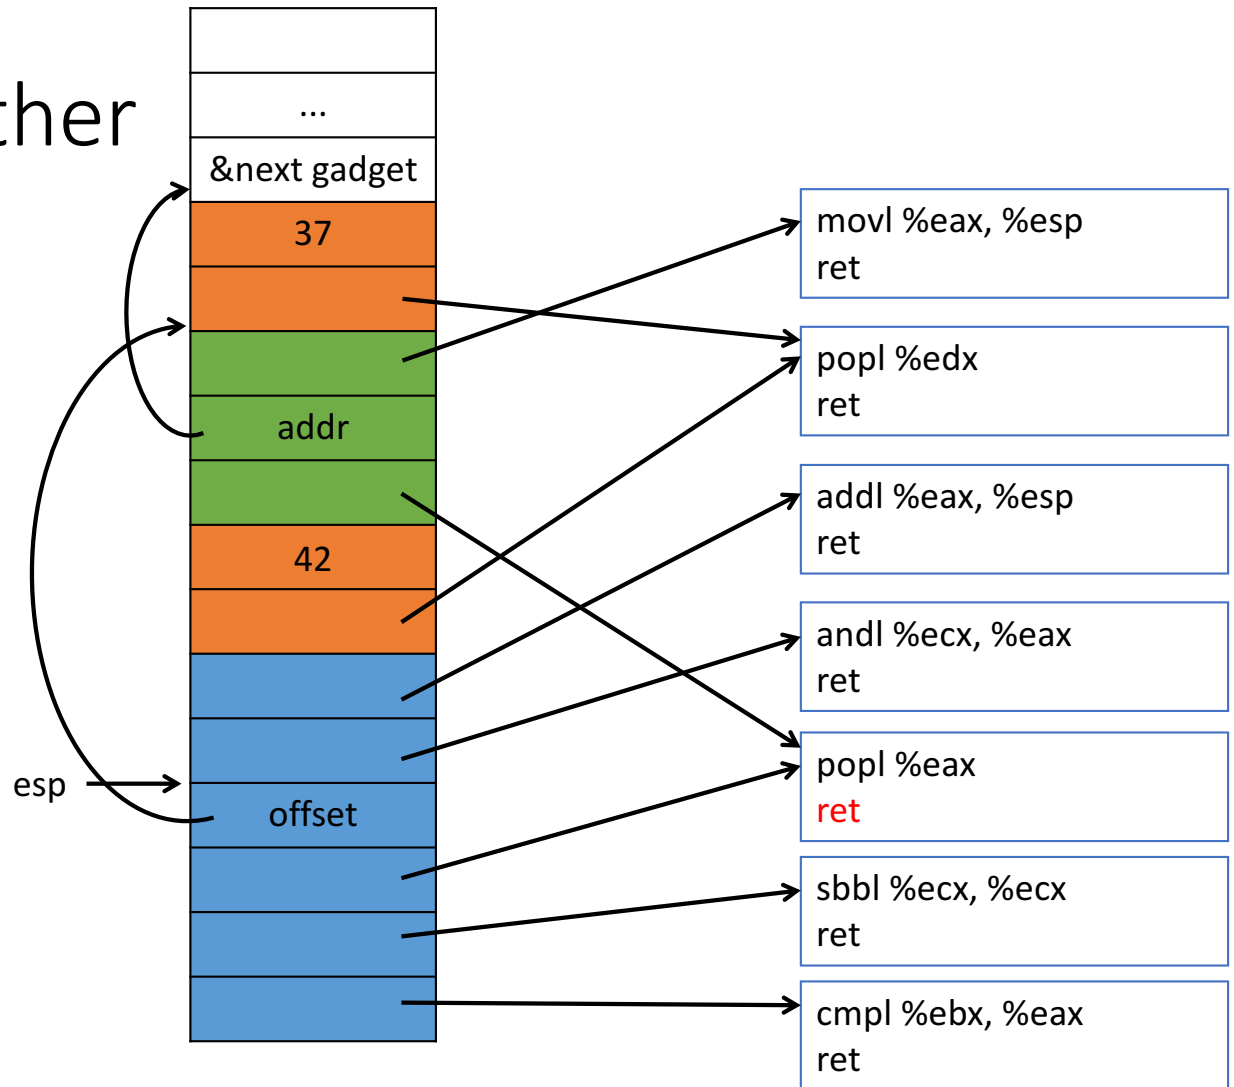 ther
...
&next gadget
37
addr
42
esp
offset
movl %eax, %esp
ret
popl %edx
ret
addl %eax, %esp
ret
andl %ecx, %eax
ret
popl %eax
ret
sbbl %ecx, %ecx
ret
cmpl %ebx, %eax
ret